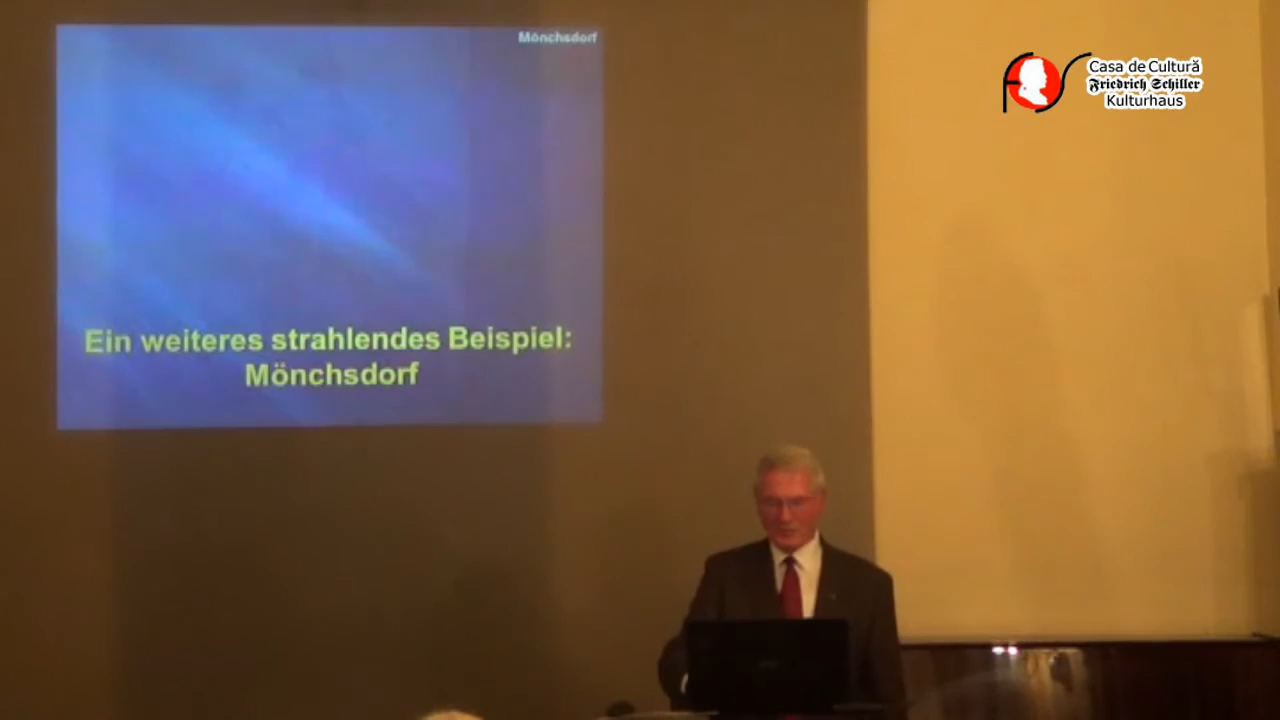 Mönchsdorf
Ein weiteres strahlendes Beispiel:
Mönchsdorf
Casa de Cultură
Friedrich Schiller
Kulturhaus